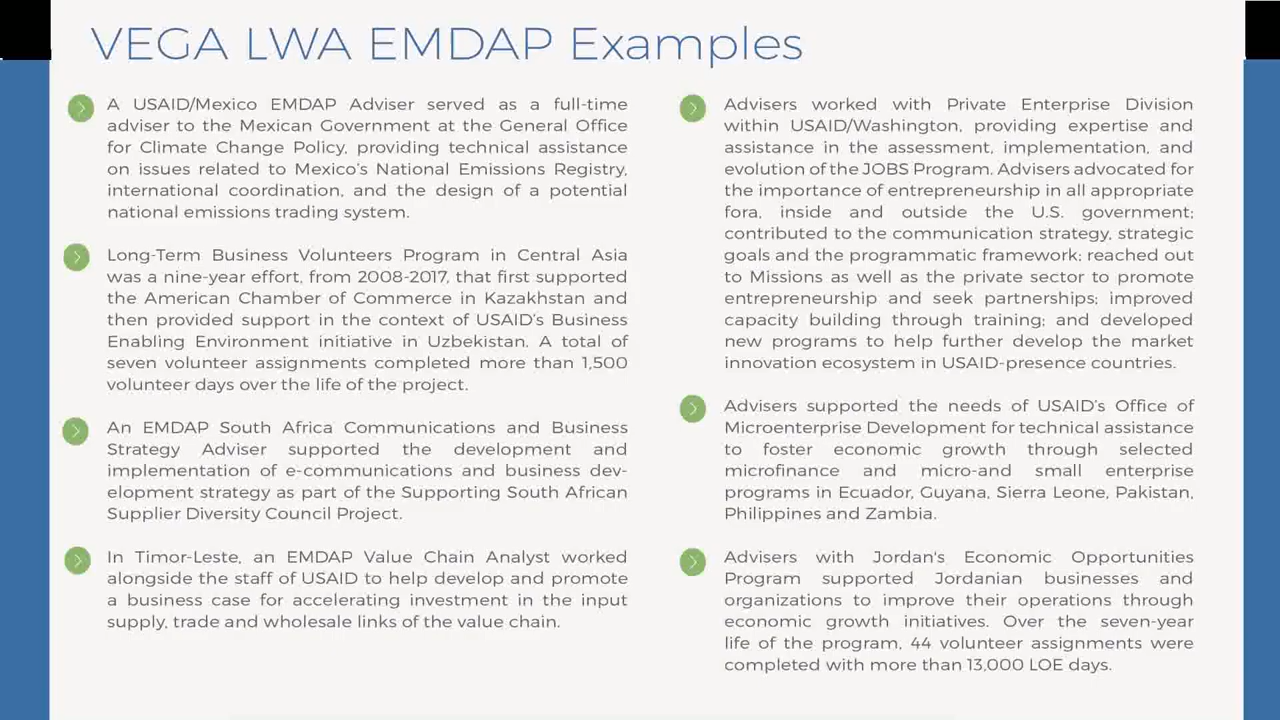 VEGA LWA EMDAP Examples
A USAID/Mexico EMDAP Adviser served as a full-time
adviser to the Mexican Government at the General Office
for Climate Change Policy, providing technical assistance
on issues related to Mexico's National Emissions Registry,
international coordination, and the design of a potential
national emissions trading system.
Long-Term Business Volunteers Program in Central Asia
was a nine-year effort, from 2008-2017, that first supported
the American Chamber of Commerce in Kazakhstan and
then provided support in the context of USAID's Business
Enabling Environment initiative in Uzbekistan. A total of
seven volunteer assignments completed more than 1,500
volunteer days over the life of the project.
An EMDAP South Africa Communications and Business
Strategy Adviser supported the development and
implementation of e-communications and business dev-
elopment strategy as part of the Supporting South African
Supplier Diversity Council Project.
In Timor-Leste, an EMDAP Value Chain Analyst worked
alongside the staff of USAID to help develop and promote
a business case for accelerating investment in the input
supply, trade and wholesale links of the value chain.
Advisers worked with Private Enterprise Division
within USAID/Washington, providing expertise and
assistance in the assessment, implementation, and
evolution of the JOBS Program. Advisers advocated for
the importance of entrepreneurship in all appropriate
fora, inside and outside the U.S. government;
contributed to the communication strategy, strategic
goals and the programmatic framework; reached out
to Missions as well as the private sector to promote
entrepreneurship and seek partnerships; improved
capacity building through training; and developed
new programs to help further develop the market
innovation ecosystem in USAID-presence countries.
Advisers supported the needs of USAID's Office of
Microenterprise Development for technical assistance
to foster economic growth through selected
microfinance and micro-and small enterprise
programs in Ecuador, Guyana, Sierra Leone, Pakistan,
Philippines and Zambia.
Advisers with Jordan's Economic Opportunities
Program supported Jordanian businesses and
organizations to improve their operations through
economic growth initiatives. Over the seven-year
life of the program, 44 volunteer assignments were
completed with more than 13,000 LOE days.